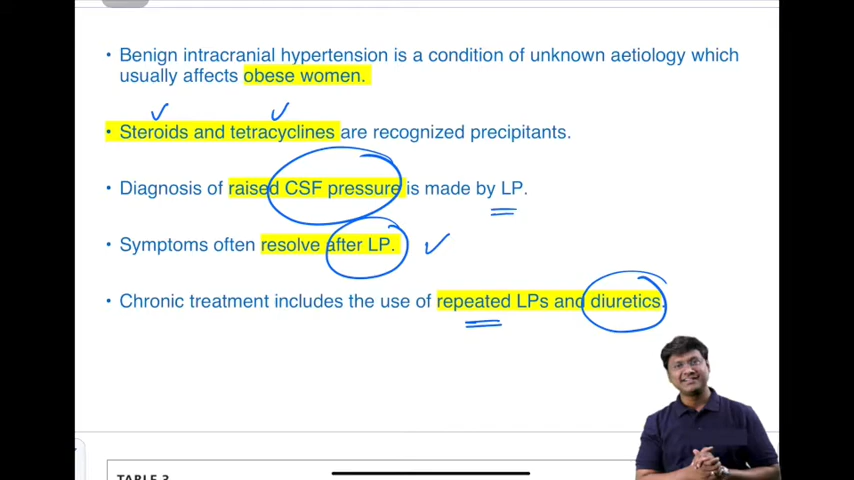 • Benign intracranial hypertension is a condition of unknown aetiology which
usually affects obese women.
• Steroids and tetracyclines are recognized precipitants.
• Diagnosis of raised CSF pressure is made by LP.
• Symptoms often resolve after LP.
• Chronic treatment includes the use of repeated LPs and diuretics.
TABLE 3